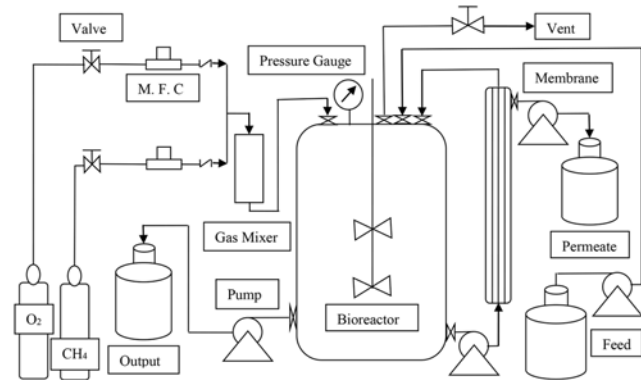 Valve
Vent
Pressure Gauge
Membrane
M. F. C
Gas Mixer
Permeate
Pump
O₂
Bioreactor
CH₄
Output
Feed